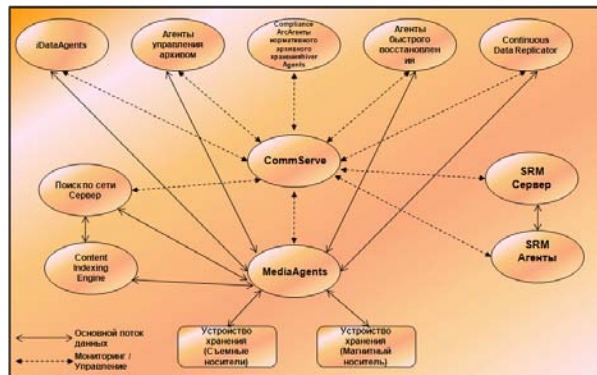 iDataAgents
Агенты
управления
архивом
Compliance
ArcАгенты
нормативного
архивного
храненияhiver
Agents
Агенты
быстрого
восстановлен
ия
Continuous
Data Replicator
CommServe
Поиск по сети
Сервер
SRM
Сервер
Content
Indexing
Engine
MediaAgents
SRM
Агенты
Устройство
хранения
(Съемные
носители)
Устройство
хранения
(Магнитный
носитель)
Основной поток
данных
Мониторинг /
Управление